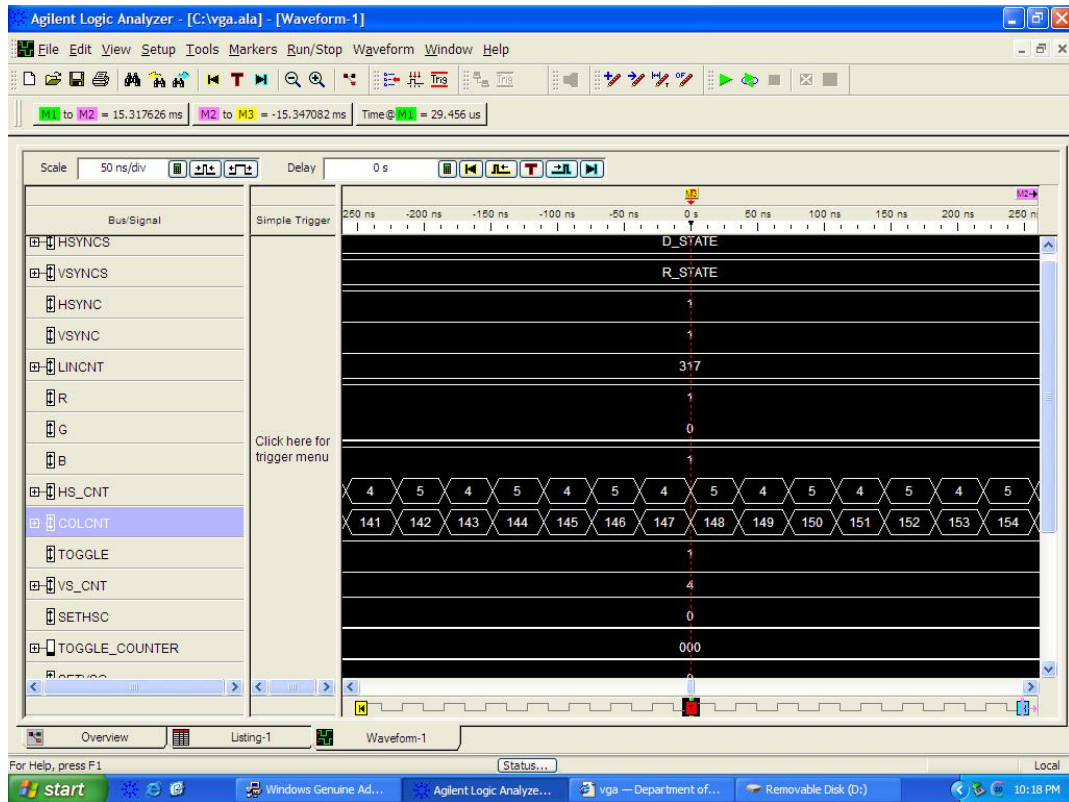 Agilent Logic Analyzer - [C:\vga.ala] - [Waveform-1]
File Edit View Setup Tools Markers Run/Stop Waveform Window Help
M1 to M2 = 15.317626 ms M2 to M3 = -15.347082 ms Time@M1 = 29.456 us
Scale 50 ns/div Delay 0 s
M3 M2
Bus/Signal Simple Trigger 250 ns -200 ns -150 ns -100 ns -50 ns 0 s 50 ns 100 ns 150 ns 200 ns 250 n
HSYNCS D_STATE
VSYNCS R_STATE
HSYNC 1
VSYNC 1
LINCNT 317
R 1
G 0
Click here for trigger menu
B 1
HS_CNT 4 5 4 5 4 5 4 5 4 5 4 5 4 5
COLCNT 141 142 143 144 145 146 147 148 149 150 151 152 153 154
TOGGLE 1
VS_CNT 4
SETHSC 0
TOGGLE_COUNTER 000
Overview Listing-1 Waveform-1
For Help, press F1 Status... Local
start Windows Genuine Ad... Agilent Logic Analyze... vga — Department of... Removable Disk (D:) 10:18 PM